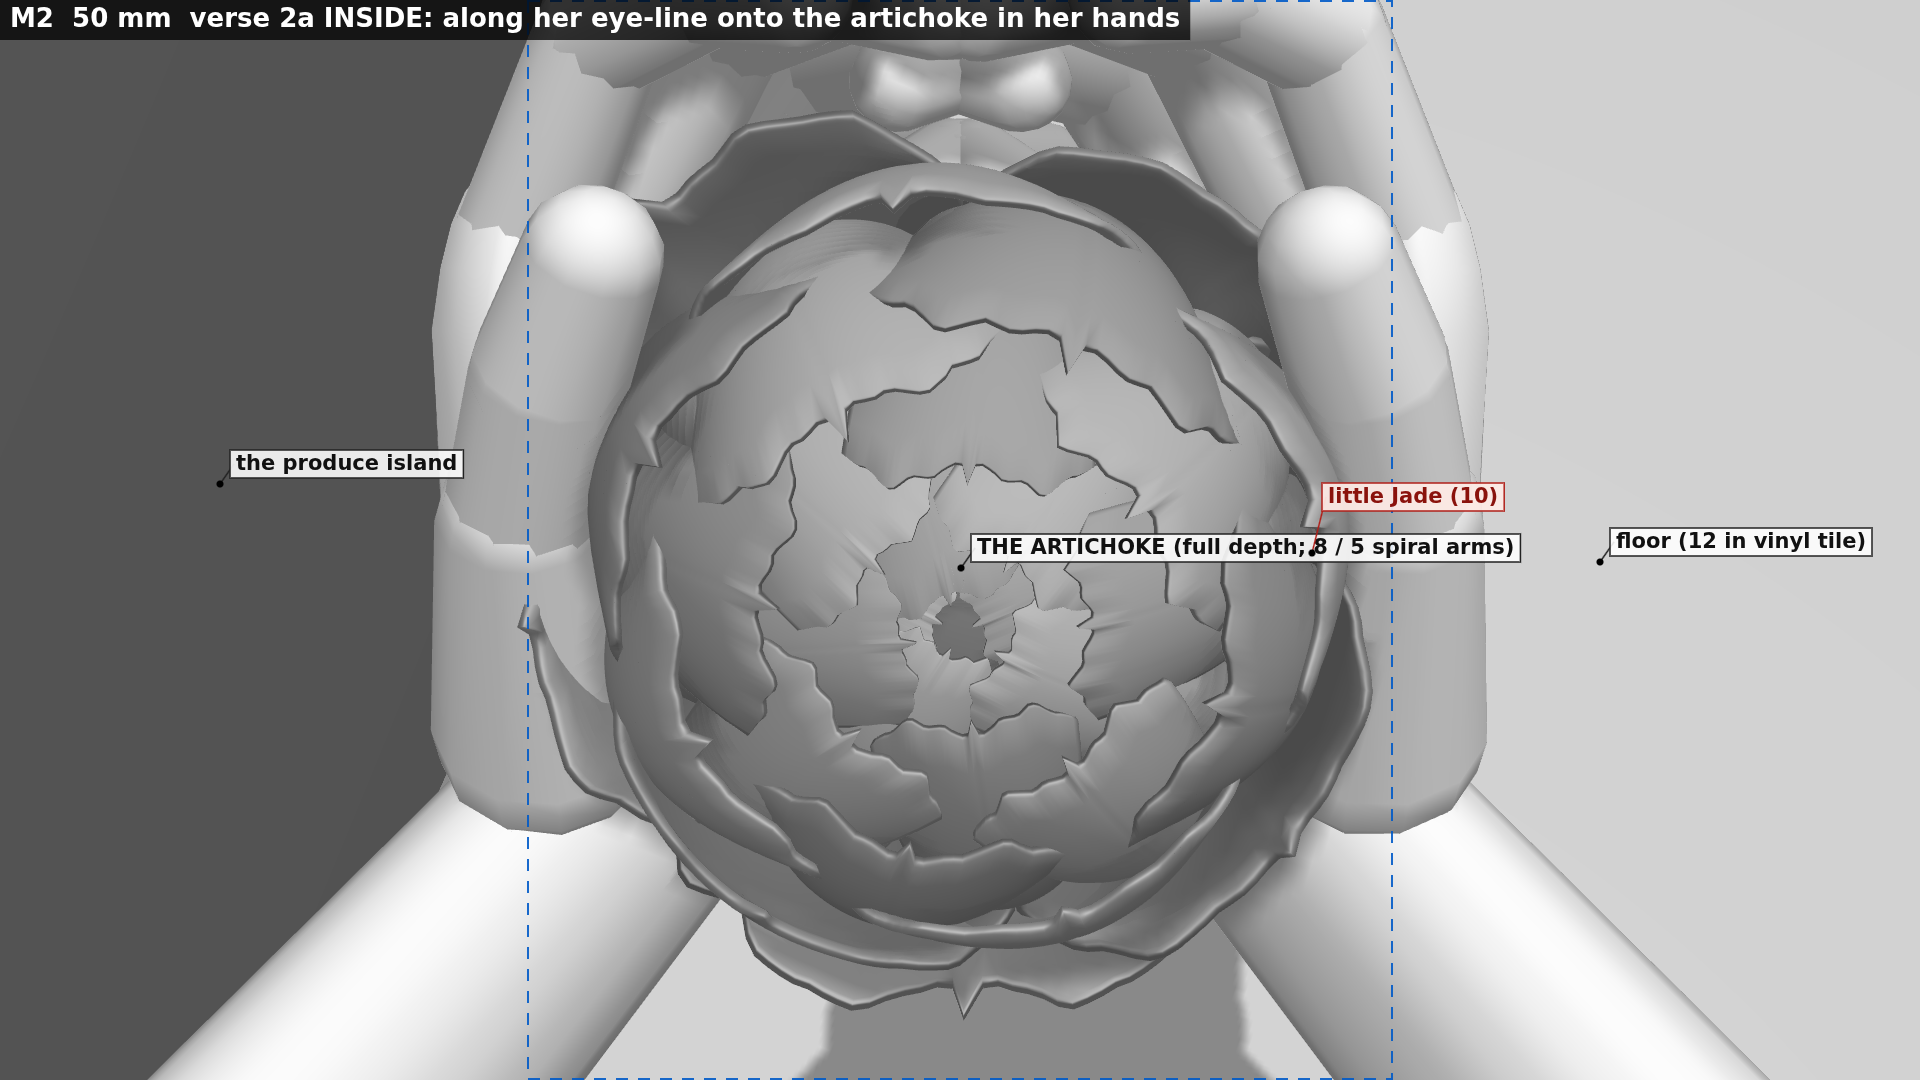 M2  50 mm  verse 2a INSIDE: along her eye-line onto the artichoke in her hands
the produce island
little Jade (10)
THE ARTICHOKE (full depth; 8 / 5 spiral arms)
floor (12 in vinyl tile)